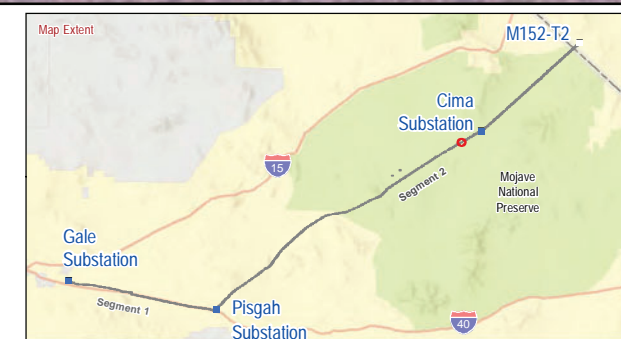 Map Extent
M152-T2
Cima
Substation
15
Segment 2
Mojave
National
Preserve
Gale
Substation
Segment 1
Pisgah
Substation
40